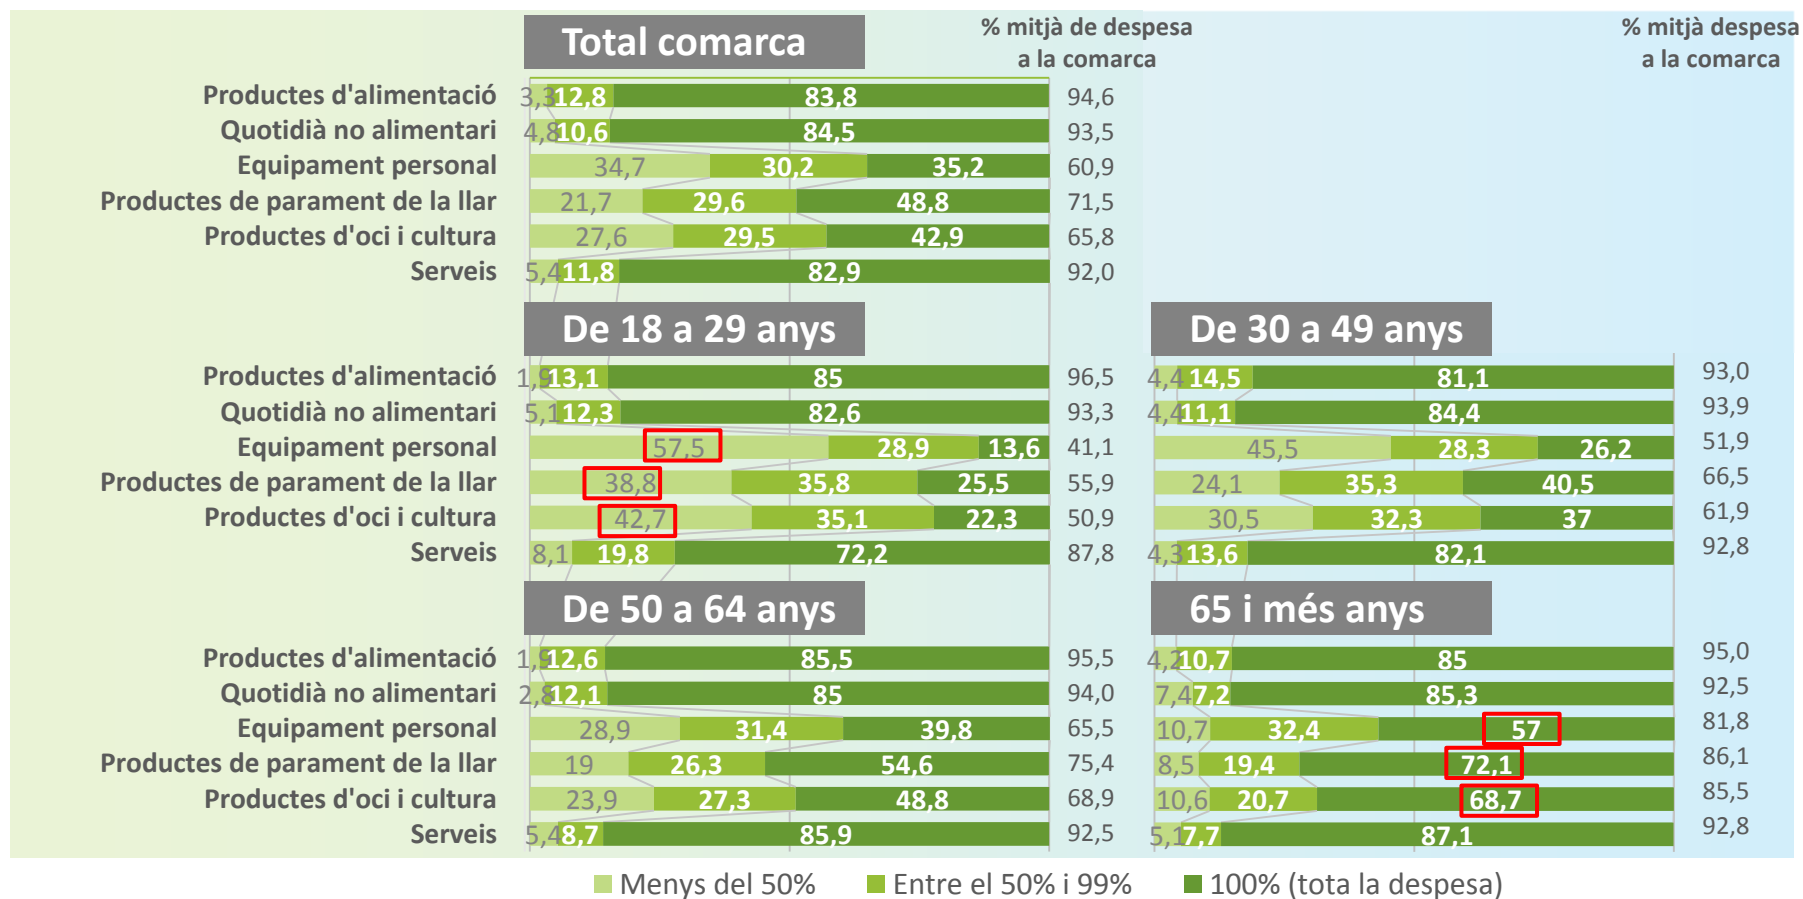 Total comarca
% mitjà de despesa
a la comarca
% mitjà despesa
a la comarca
Productes d'alimentació 3,3 12,8 83,8 94,6
Quotidià no alimentari 4,8 10,6 84,5 93,5
Equipament personal 34,7 30,2 35,2 60,9
Productes de parament de la llar 21,7 29,6 48,8 71,5
Productes d'oci i cultura 27,6 29,5 42,9 65,8
Serveis 5,4 11,8 82,9 92,0
De 18 a 29 anys
De 30 a 49 anys
Productes d'alimentació 1,9 13,1 85 96,5 4,4 14,5 81,1 93,0
Quotidià no alimentari 5,1 12,3 82,6 93,3 4,4 11,1 84,4 93,9
Equipament personal 57,5 28,9 13,6 41,1 45,5 28,3 26,2 51,9
Productes de parament de la llar 38,8 35,8 25,5 55,9 24,1 35,3 40,5 66,5
Productes d'oci i cultura 42,7 35,1 22,3 50,9 30,5 32,3 37 61,9
Serveis 8,1 19,8 72,2 87,8 4,3 13,6 82,1 92,8
De 50 a 64 anys
65 i més anys
Productes d'alimentació 1,9 12,6 85,5 95,5 4,2 10,7 85 95,0
Quotidià no alimentari 2,8 12,1 85 94,0 7,4 7,2 85,3 92,5
Equipament personal 28,9 31,4 39,8 65,5 10,7 32,4 57 81,8
Productes de parament de la llar 19 26,3 54,6 75,4 8,5 19,4 72,1 86,1
Productes d'oci i cultura 23,9 27,3 48,8 68,9 10,6 20,7 68,7 85,5
Serveis 5,4 8,7 85,9 92,5 5,1 7,7 87,1 92,8
Menys del 50% Entre el 50% i 99% 100% (tota la despesa)